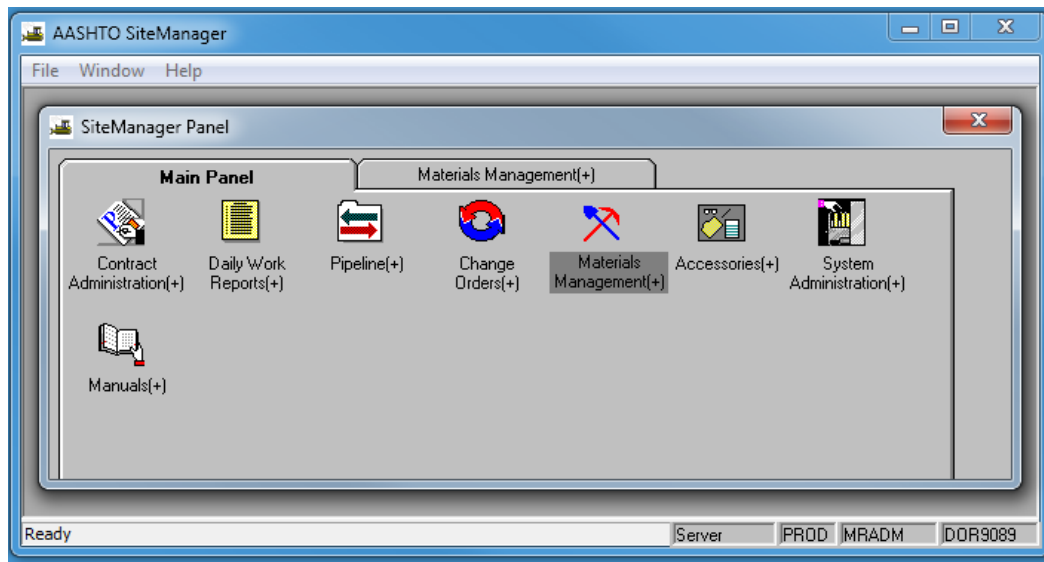 AASHTO SiteManager
File Window Help
SiteManager Panel
Main Panel
Materials Management(+)
Contract
Administration(+)
Daily Work
Reports(+)
Pipeline(+)
Change
Orders(+)
Materials
Management(+)
Accessories(+)
System
Administration(+)
Manuals(+)
Ready
Server
PROD
MRADM
DOR9089